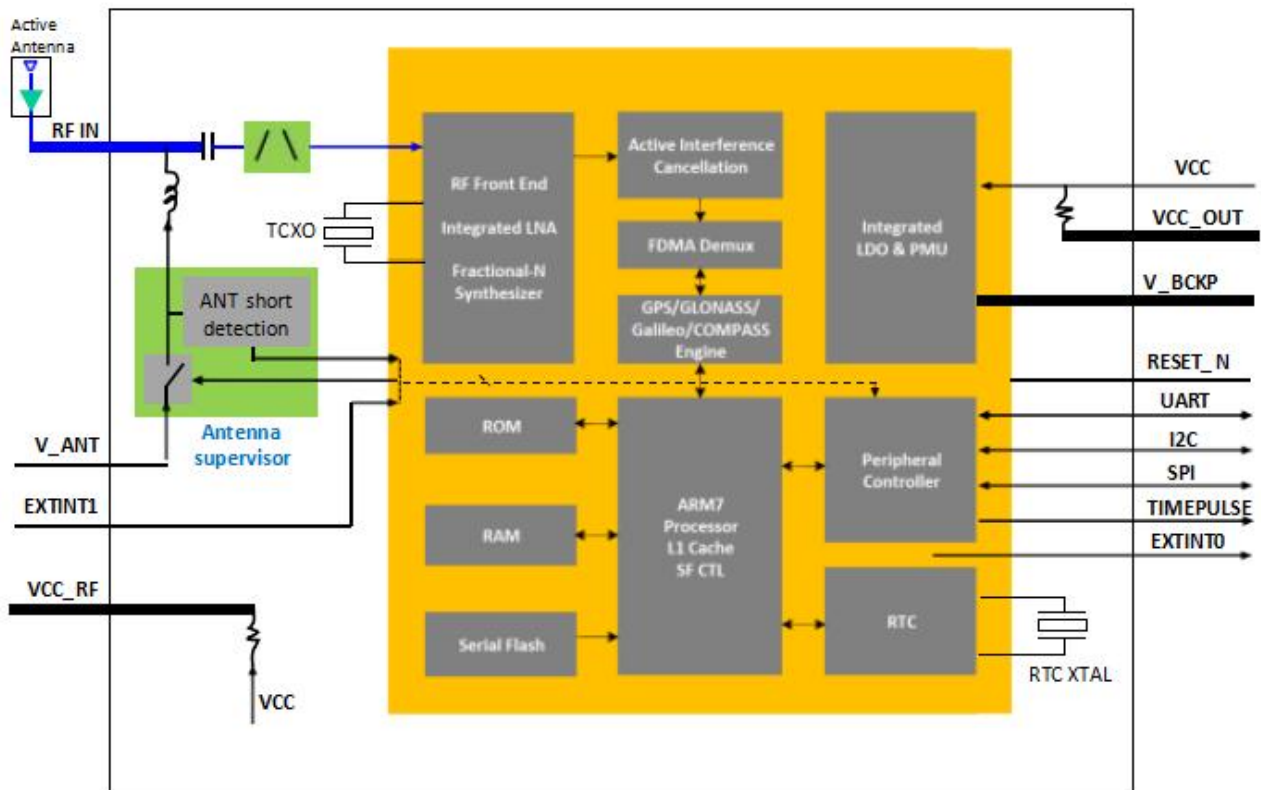 Active
Antenna
RF IN
TCXO
ANT short
detection
Antenna
supervisor
V_ANT
EXTINT1
VCC_RF
VCC
RF Front End
Integrated LNA
Fractional-N
Synthesizer
Active Interference
Cancellation
FDMA Demux
GPS/GLONASS/
Galileo/COMPASS
Engine
Integrated
LDO & PMU
ROM
RAM
Serial Flash
ARM7
Processor
L1 Cache
SF CTL
Peripheral
Controller
RTC
VCC
VCC_OUT
V_BCKP
RESET_N
UART
I2C
SPI
TIMEPULSE
EXTINT0
RTC XTAL